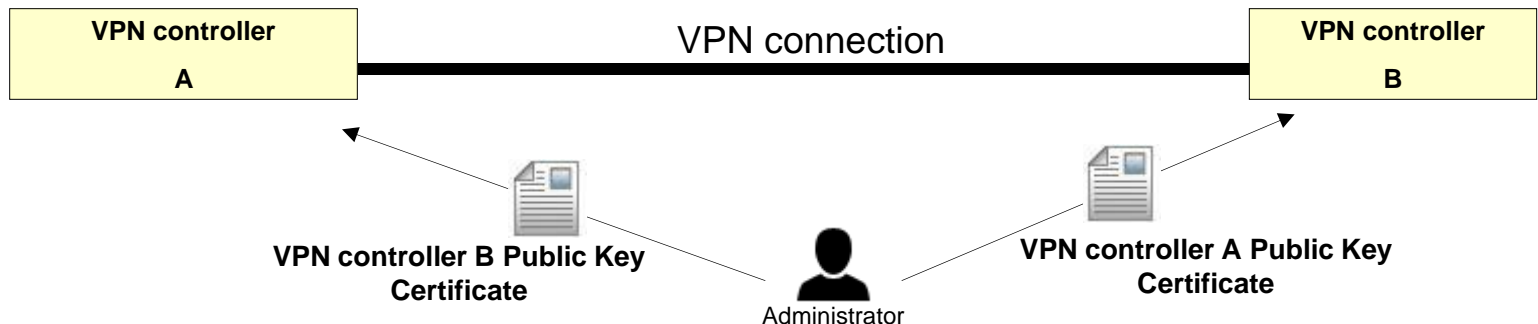 VPN controller
A
VPN connection
VPN controller
B
VPN controller B Public Key
Certificate
VPN controller A Public Key
Certificate
Administrator